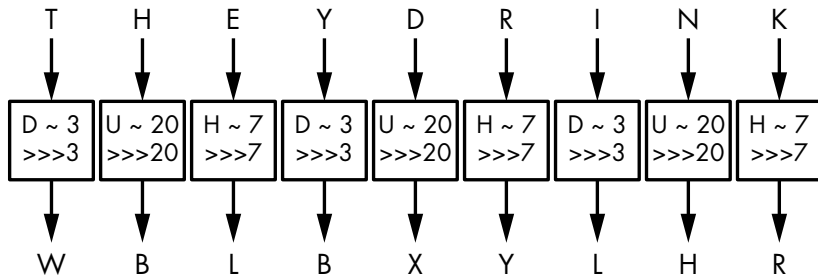 T H E Y D R I N K
D ~ 3 U ~ 20 H ~ 7 D ~ 3 U ~ 20 H ~ 7 D ~ 3 U ~ 20 H ~ 7
>>>3 >>>20 >>>7 >>>3 >>>20 >>>7 >>>3 >>>20 >>>7
W B L B X Y L H R